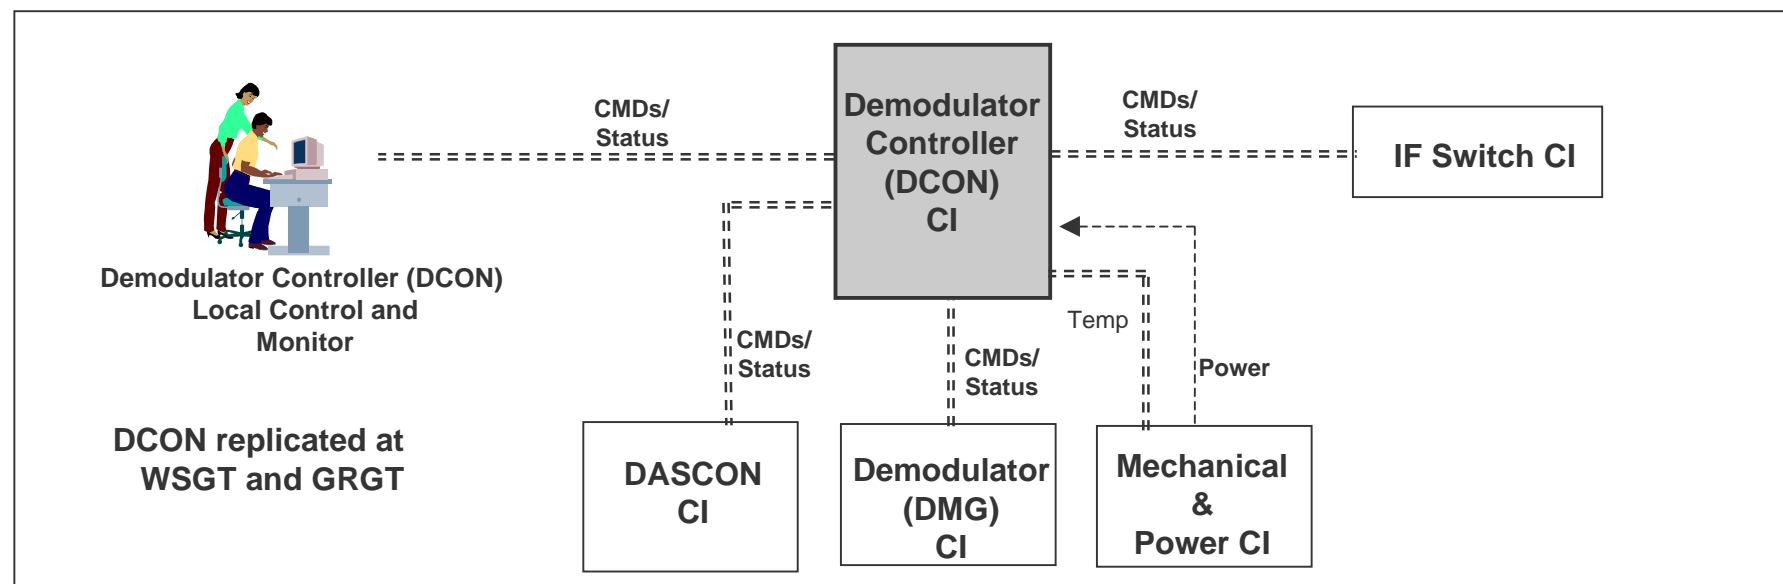 Demodulator
Controller
(DCON)
CI
CMDs/
Status
CMDs/
Status
IF Switch CI
Demodulator Controller (DCON)
Local Control and
Monitor
Temp
CMDs/
Status
CMDs/
Status
Power
DCON replicated at
WSGT and GRGT
DASCON
CI
Demodulator
(DMG)
CI
Mechanical
&
Power CI